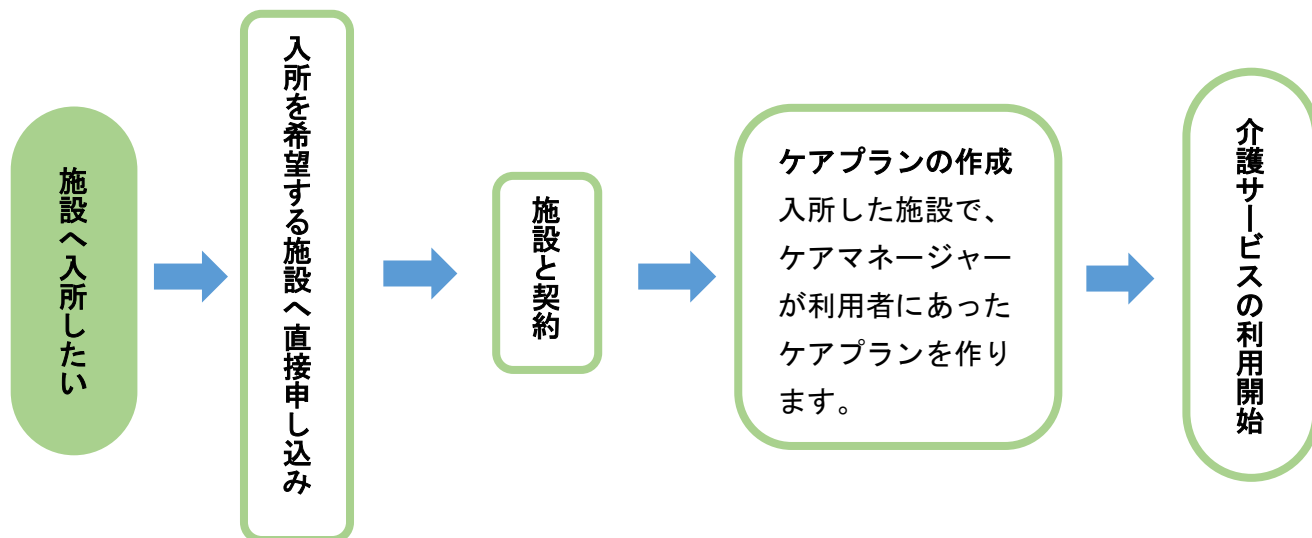 施設へ入所したい
入所を希望する施設へ直接申し込み
施設と契約
ケアプランの作成
入所した施設で、
ケアマネージャー
が利用者にあった
ケアプランを作り
ます。
介護サービスの利用開始